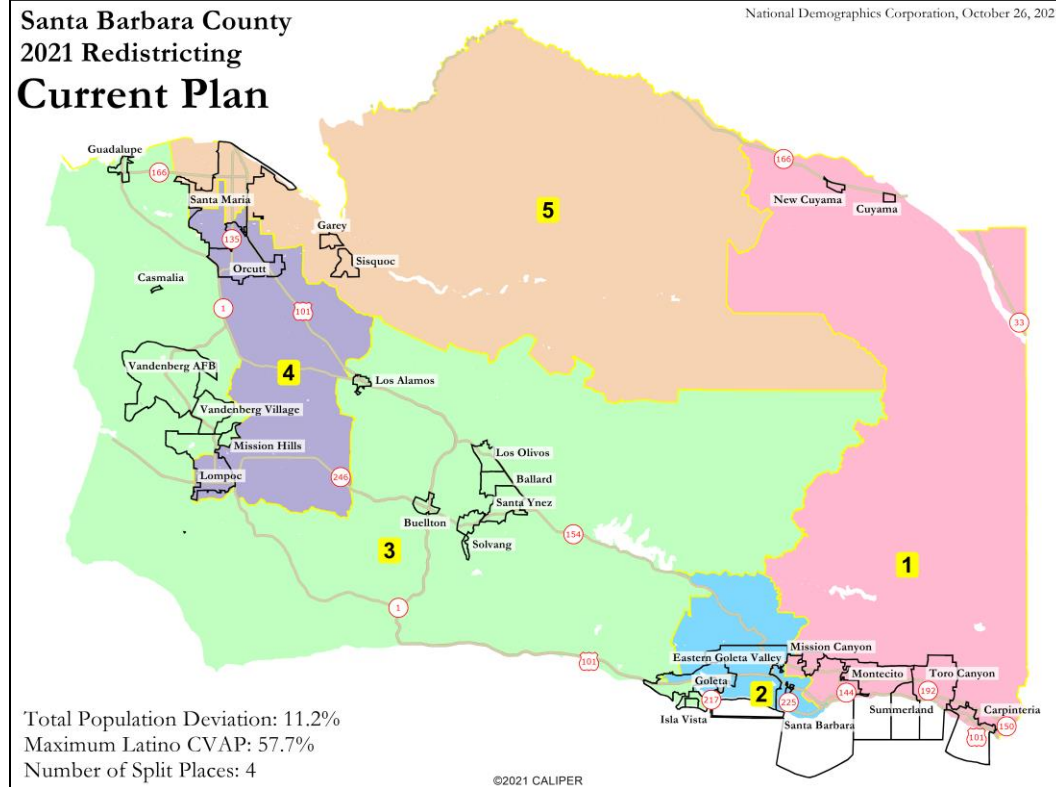 Santa Barbara County
2021 Redistricting
Current Plan
National Demographics Corporation, October 26, 202
Guadalupe
166
Santa Maria
135
Orcutt
Garey
Sisquoc
5
166
New Cuyama
Cuyama
33
Casmalia
1
101
Vandenberg AFB
4
Los Alamos
Vandenberg Village
Mission Hills
Lompoc
246
Los Olivos
Ballard
Santa Ynez
Buellton
Solvang
154
3
1
1
101
Mission Canyon
Eastern Goleta Valley
Montecito
Toro Canyon
Goleta
2
217
225
144
192
Isla Vista
Santa Barbara
Summerland
Carpinteria
101
150
Total Population Deviation: 11.2%
Maximum Latino CVAP: 57.7%
Number of Split Places: 4
©2021 CALIPER